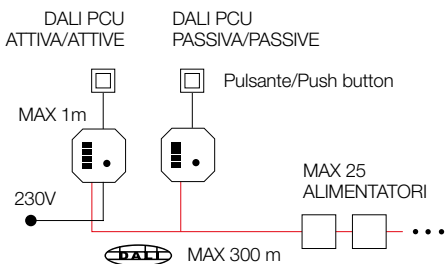 DALI PCU
ATTIVA/ATTIVE
DALI PCU
PASSIVA/PASSIVE
Pulsante/Push button
MAX 1m
MAX 25
ALIMENTATORI
230V
DALI
MAX 300 m